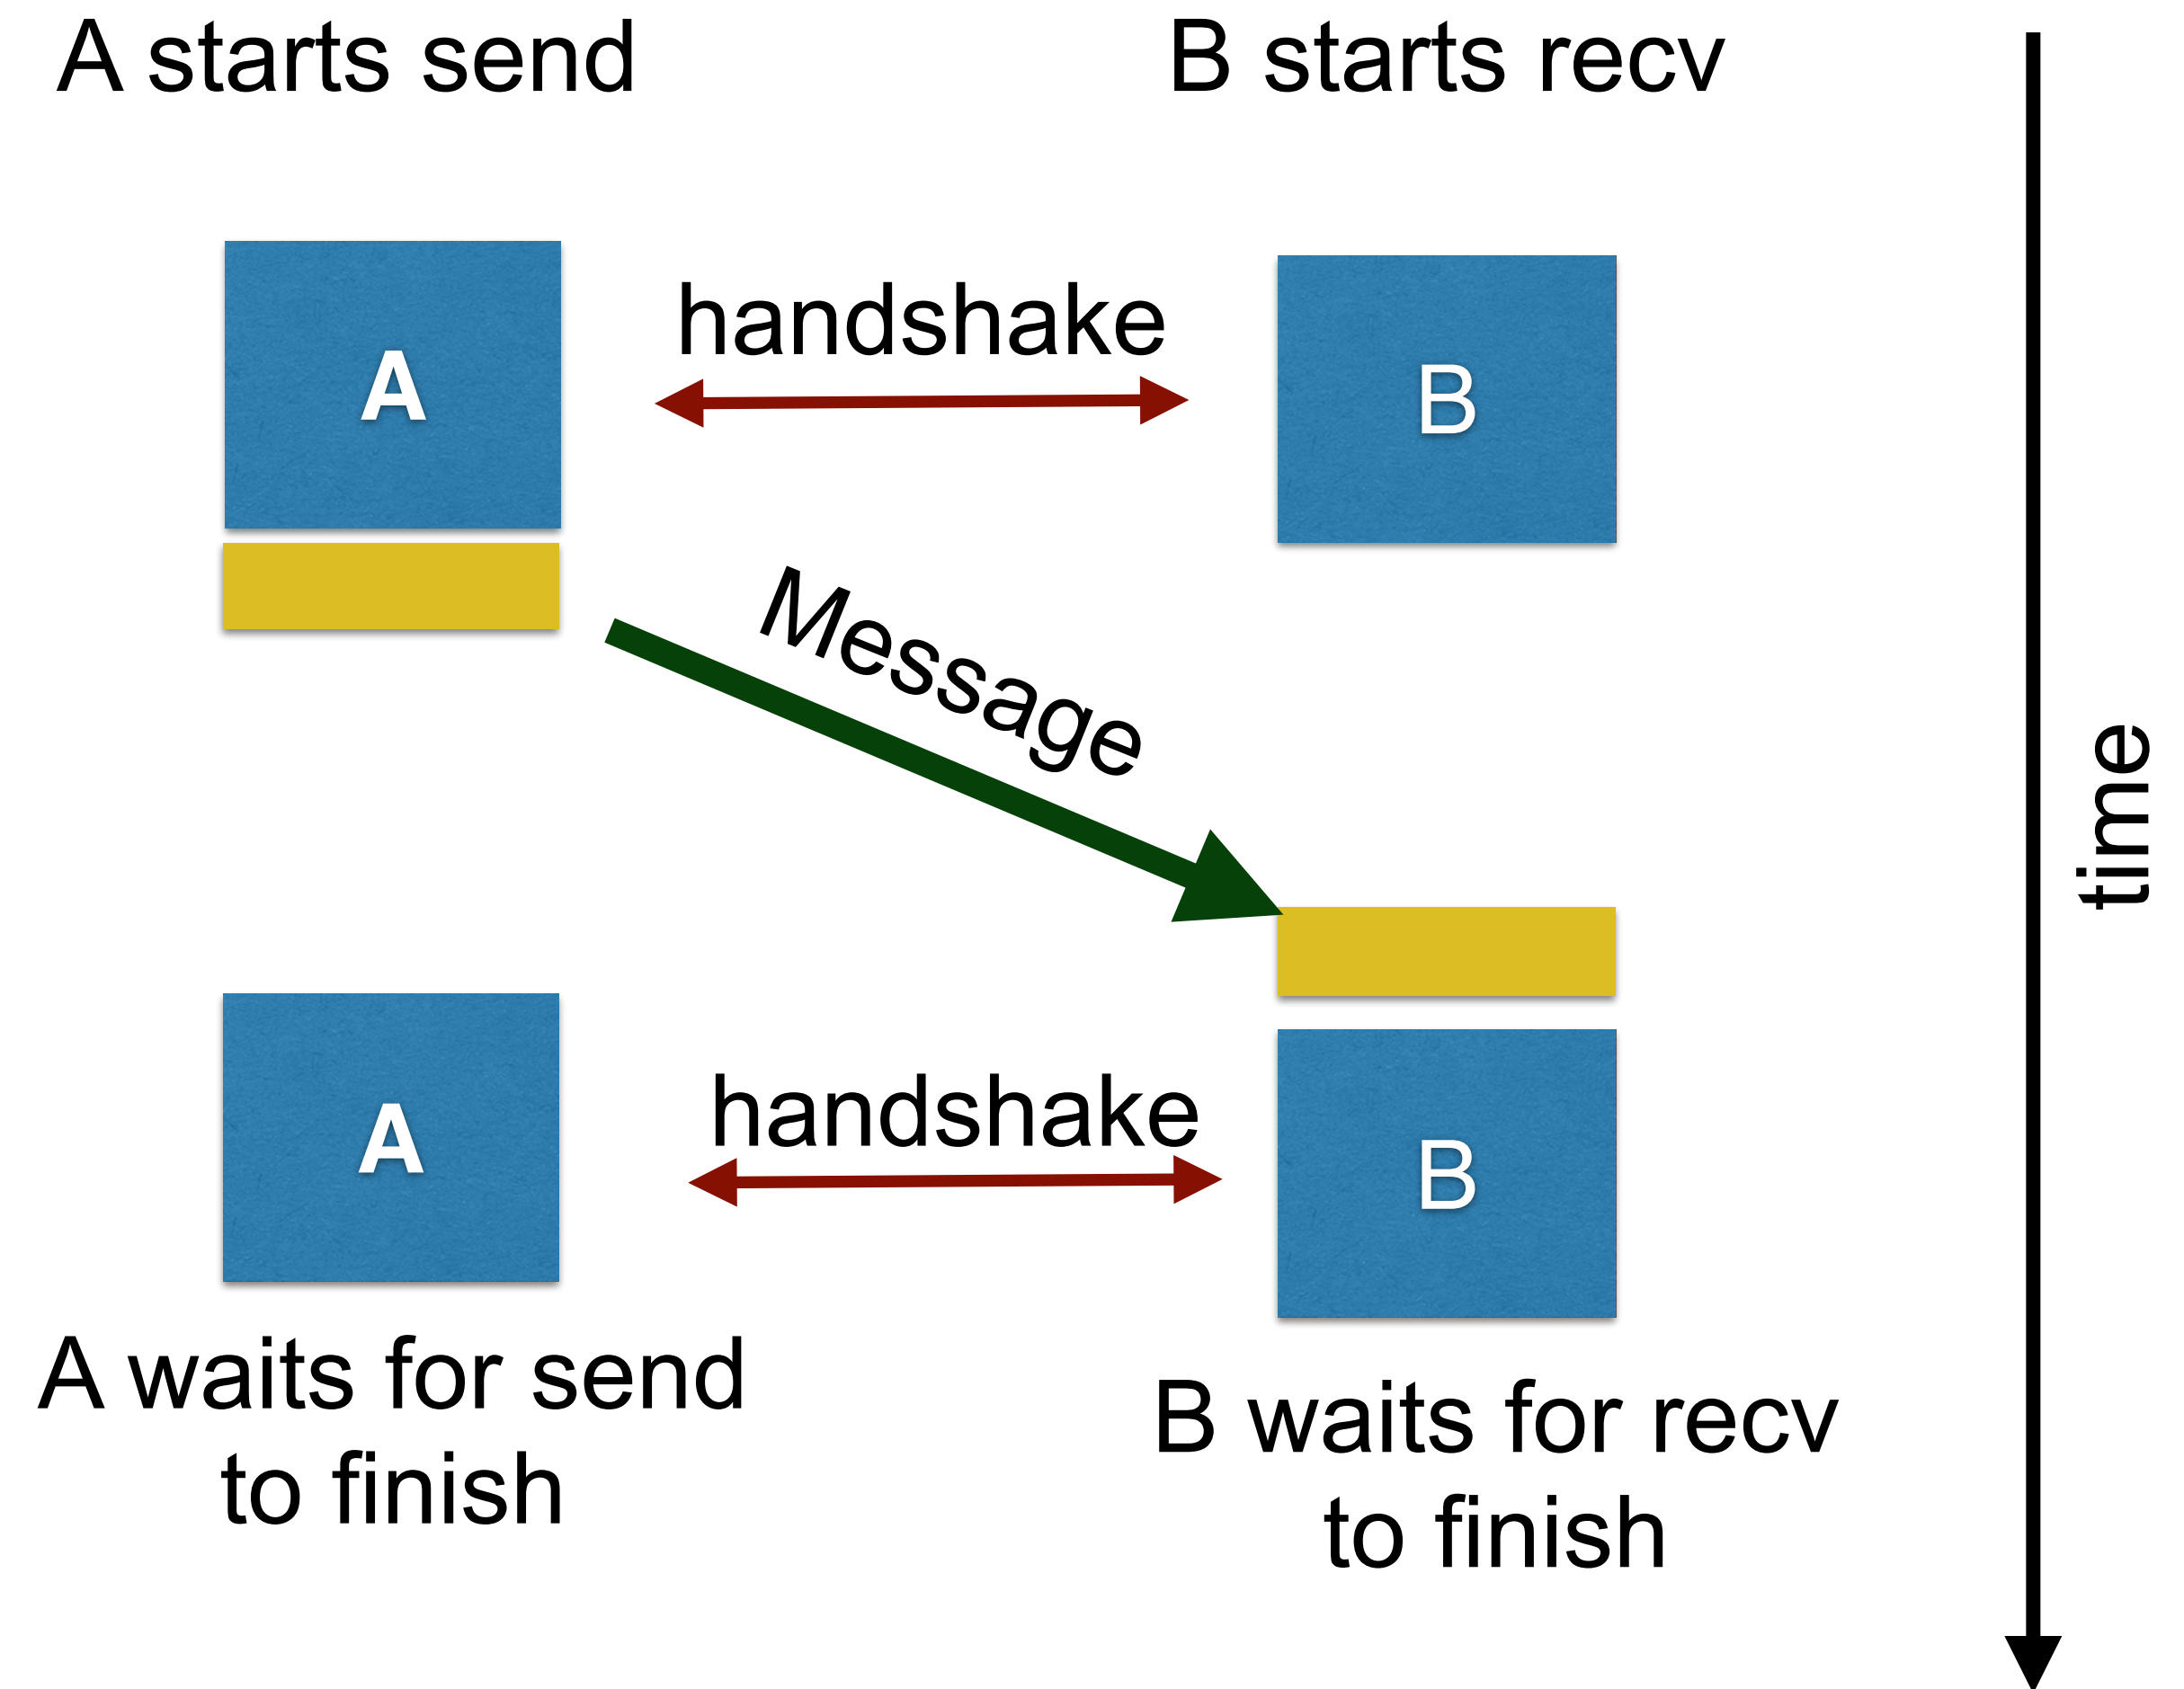 A starts send
B starts recv
handshake
A
B
Message
time
handshake
A
B
A waits for send
to finish
B waits for recv
to finish